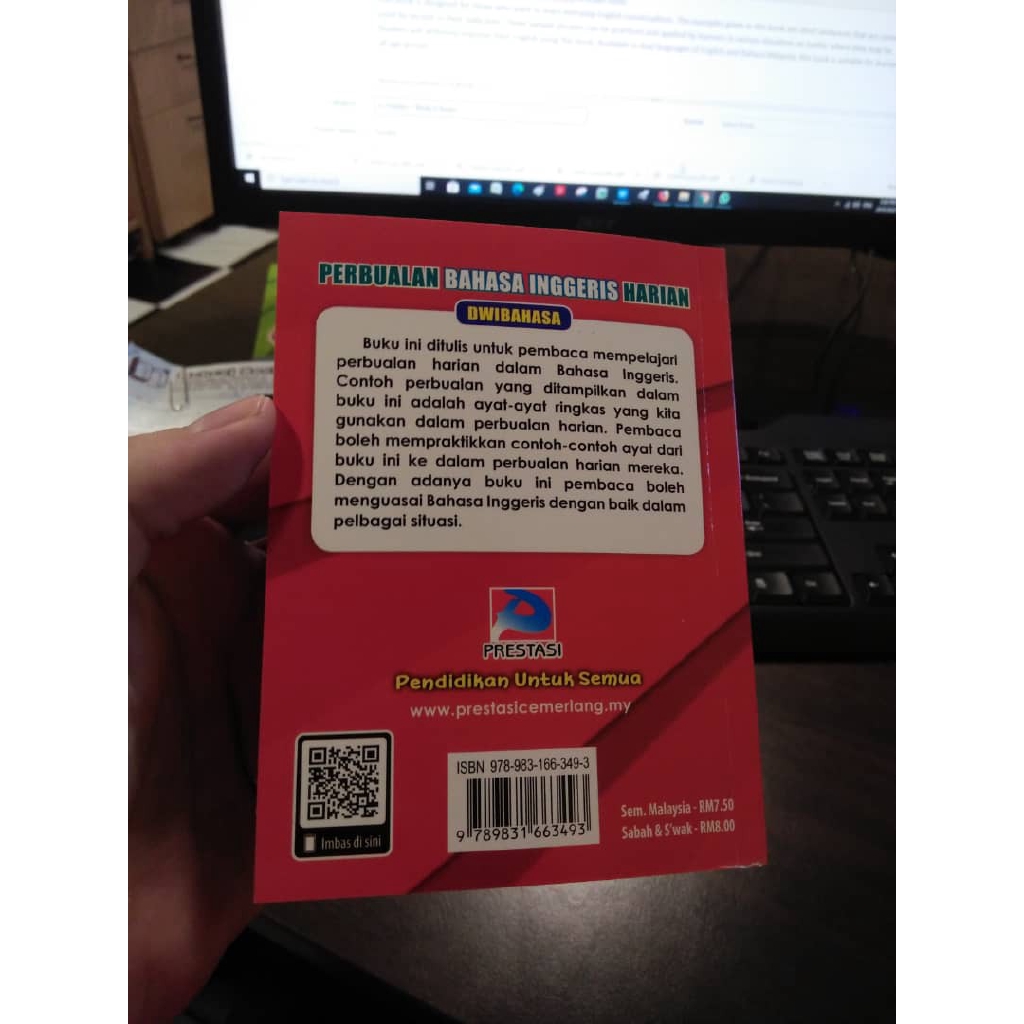 PERBUALAN BAHASA INGGERIS HARIAN
DWIBAHASA
Buku ini ditulis untuk pembaca mempelajari
perbualan harian dalam Bahasa Inggeris.
Contoh perbualan yang ditampilkan dalam
buku ini adalah ayat-ayat ringkas yang kita
gunakan dalam perbualan harian. Pembaca
boleh mempraktikkan contoh-contoh ayat dari
buku ini ke dalam perbualan harian mereka.
Dengan adanya buku ini pembaca boleh
menguasai Bahasa Inggeris dengan baik dalam
pelbagai situasi.
PRESTASI
Pendidikan Untuk Semua
www.prestasicemerlang.my
Imbas di sini
ISBN 978-983-166-349-3
9 789831 663493
Sem. Malaysia - RM7.50
Sabah & S'wak - RM8.00